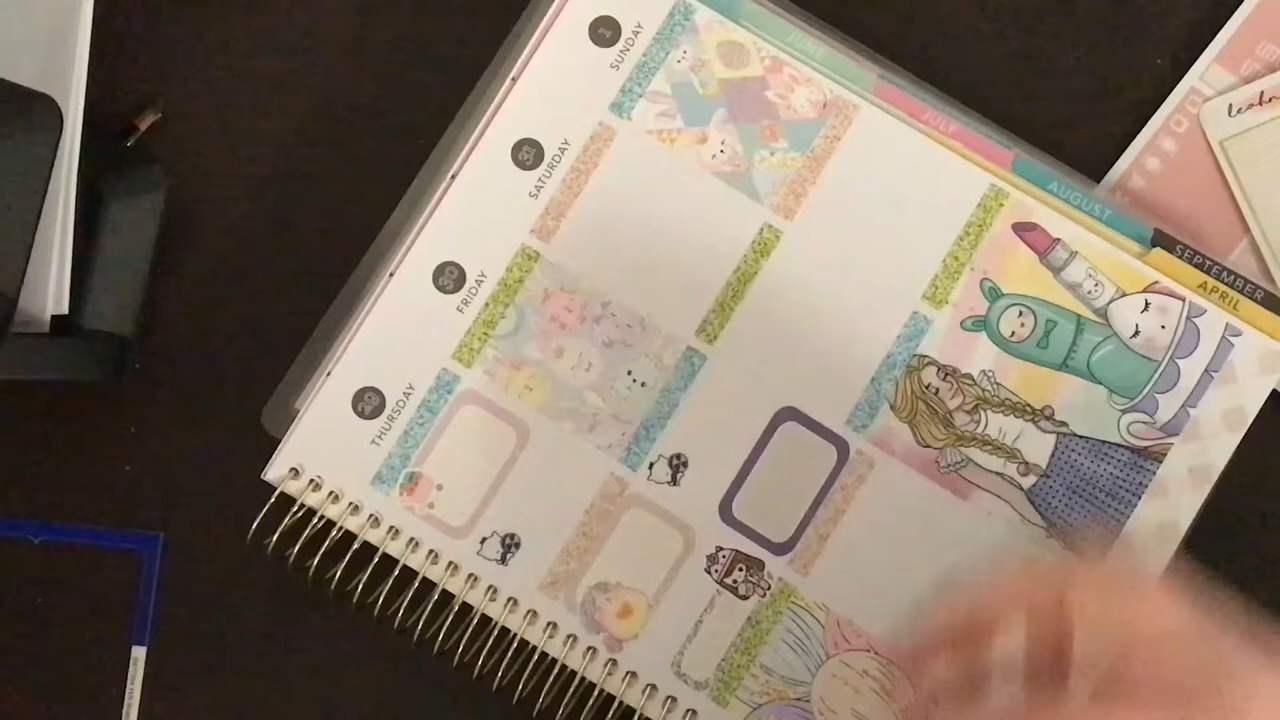 1
SUNDAY
31
SATURDAY
30
FRIDAY
29
THURSDAY
JUNE
JULY
AUGUST
SEPTEMBER
APRIL